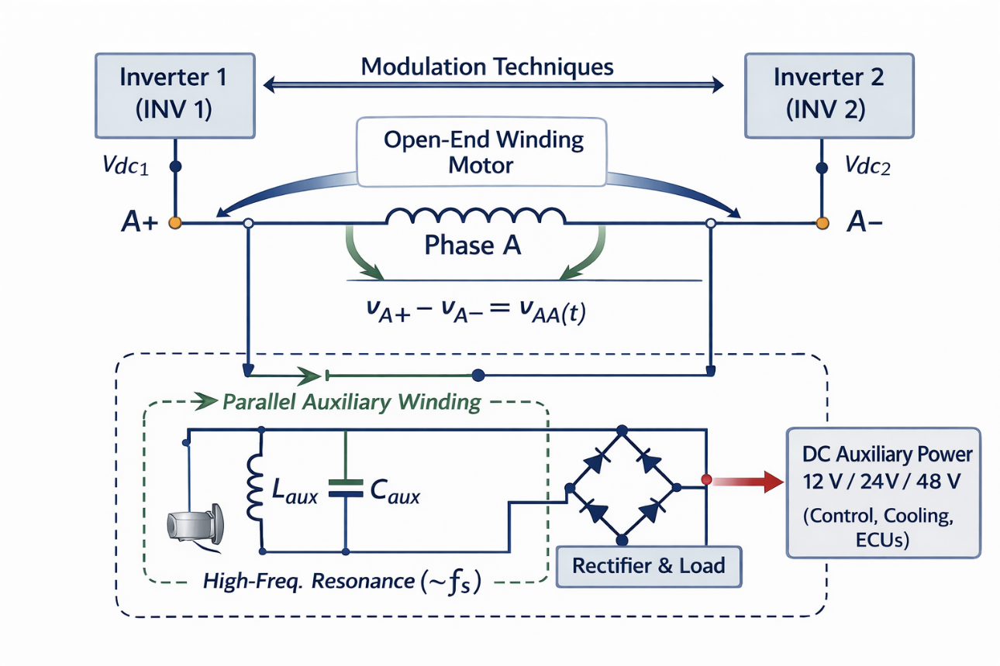 Modulation Techniques
Inverter 1
(INV 1)
Inverter 2
(INV 2)
Open-End Winding
Motor
Vdc1
Vdc2
A+
A−
Phase A
vA+ − vA− = vAA(t)
Parallel Auxiliary Winding
Laux
Caux
DC Auxiliary Power
12 V / 24V / 48 V
(Control, Cooling,
ECUs)
Rectifier & Load
High-Freq. Resonance (~fs)